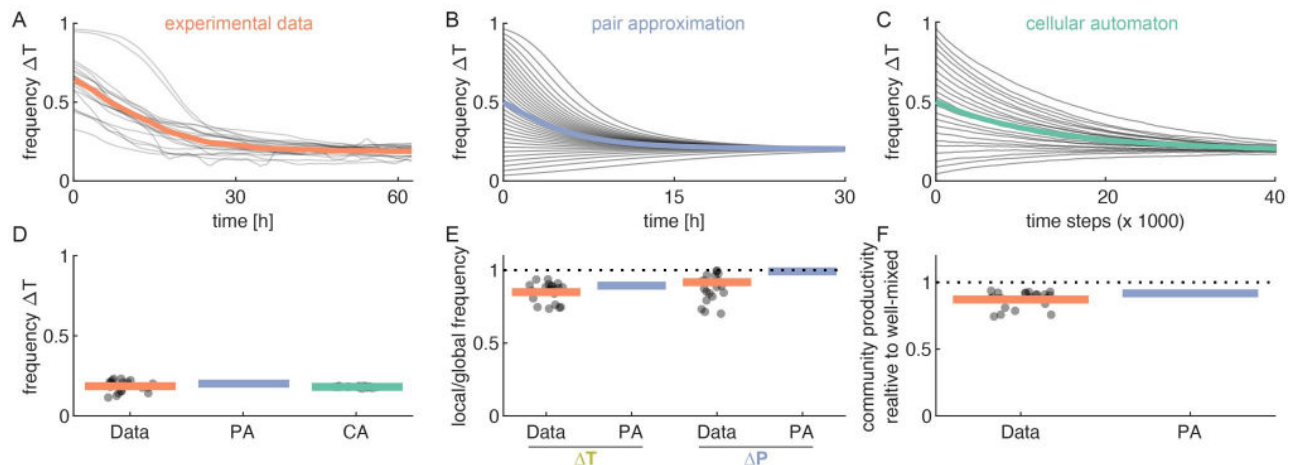 A experimental data
frequency ΔT
1
0.5
0
0 30 60
time [h]
B pair approximation
frequency ΔT
1
0.5
0
0 15 30
time [h]
C cellular automaton
frequency ΔT
1
0.5
0
0 20 40
time steps (x 1000)
D
frequency ΔT
1
0.5
0
Data PA CA
E
local/global frequency
1
0.5
0
Data PA Data PA
ΔT ΔP
F
community productivity
realtive to well-mixed
1
0.5
0
Data PA